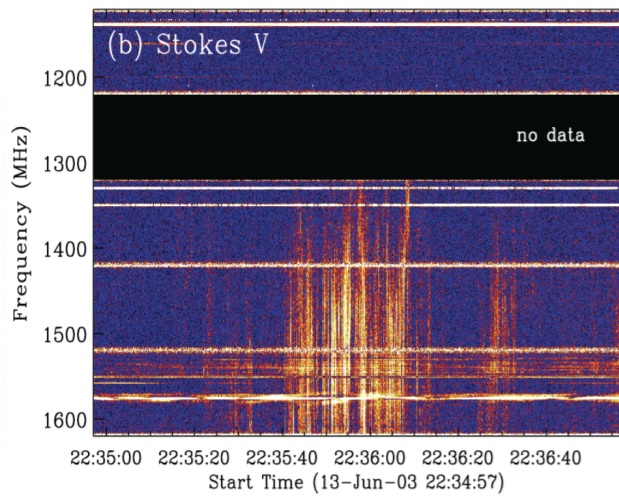 (b) Stokes V
1200
no data
1300
1400
1500
1600
Frequency (MHz)
22:35:00 22:35:20 22:35:40 22:36:00 22:36:20 22:36:40
Start Time (13-Jun-03 22:34:57)